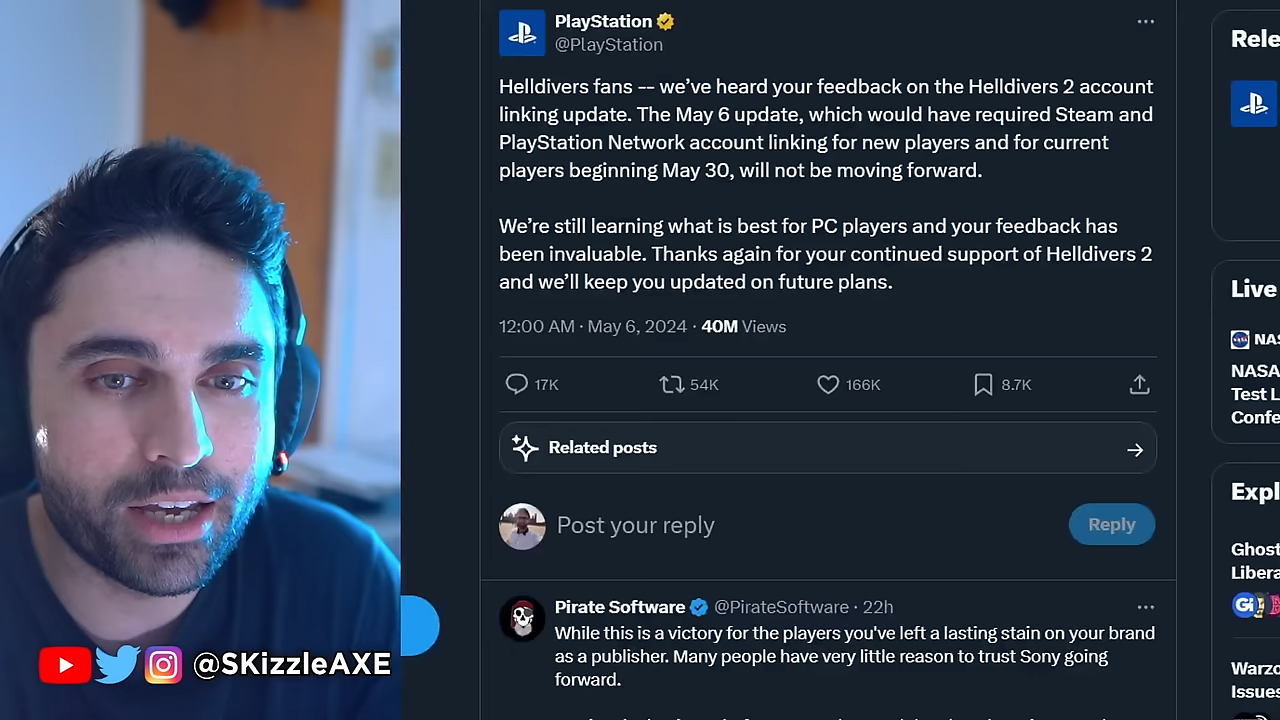 PlayStation
@PlayStation
Helldivers fans -- we've heard your feedback on the Helldivers 2 account
linking update. The May 6 update, which would have required Steam and
PlayStation Network account linking for new players and for current
players beginning May 30, will not be moving forward.
We're still learning what is best for PC players and your feedback has
been invaluable. Thanks again for your continued support of Helldivers 2
and we'll keep you updated on future plans.
12:00 AM · May 6, 2024 · 40M Views
17K 54K 166K 8.7K
Related posts
Post your reply
Reply
Pirate Software @PirateSoftware · 22h
While this is a victory for the players you've left a lasting stain on your brand
as a publisher. Many people have very little reason to trust Sony going
forward.
@SKizzleAXE
Rele
Live
NAS
NASA
Test L
Confe
Expl
Ghost
Libera
Gi
Warzo
Issues